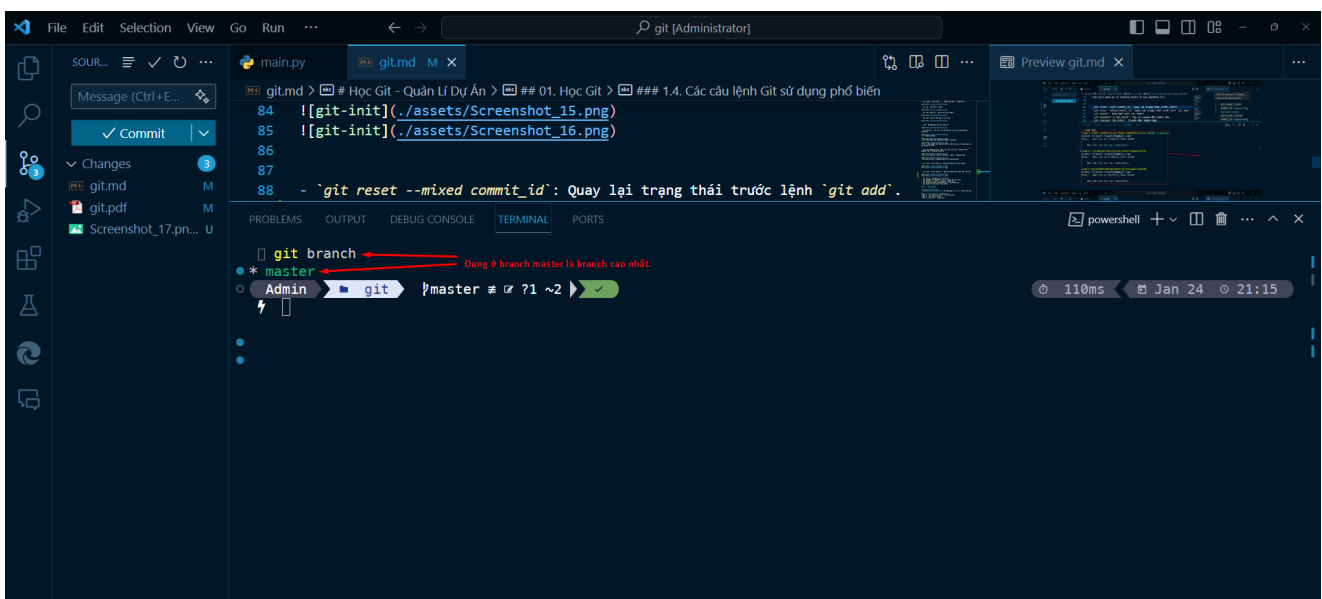 File Edit Selection View Go Run ··· git [Administrator]
SOUR... ···
main.py git.md M Preview git.md ···
Message (Ctrl+E...
git.md > # Học Git - Quản Lí Dự Án > ## 01. Học Git > ### 1.4. Các câu lệnh Git sử dụng phổ biến
84 ![git-init](./assets/Screenshot_15.png)
85 ![git-init](./assets/Screenshot_16.png)
86
87
88 - `git reset --mixed commit_id`: Quay lại trạng thái trước lệnh `git add`.
Commit
Changes 3
git.md M
git.pdf M
Screenshot_17.pn... U
3
PROBLEMS OUTPUT DEBUG CONSOLE TERMINAL PORTS powershell ···
git branch
* master
Đang ở branch master là branch cao nhất.
Admin git master ≢ ?1 ~2 110ms Jan 24 21:15